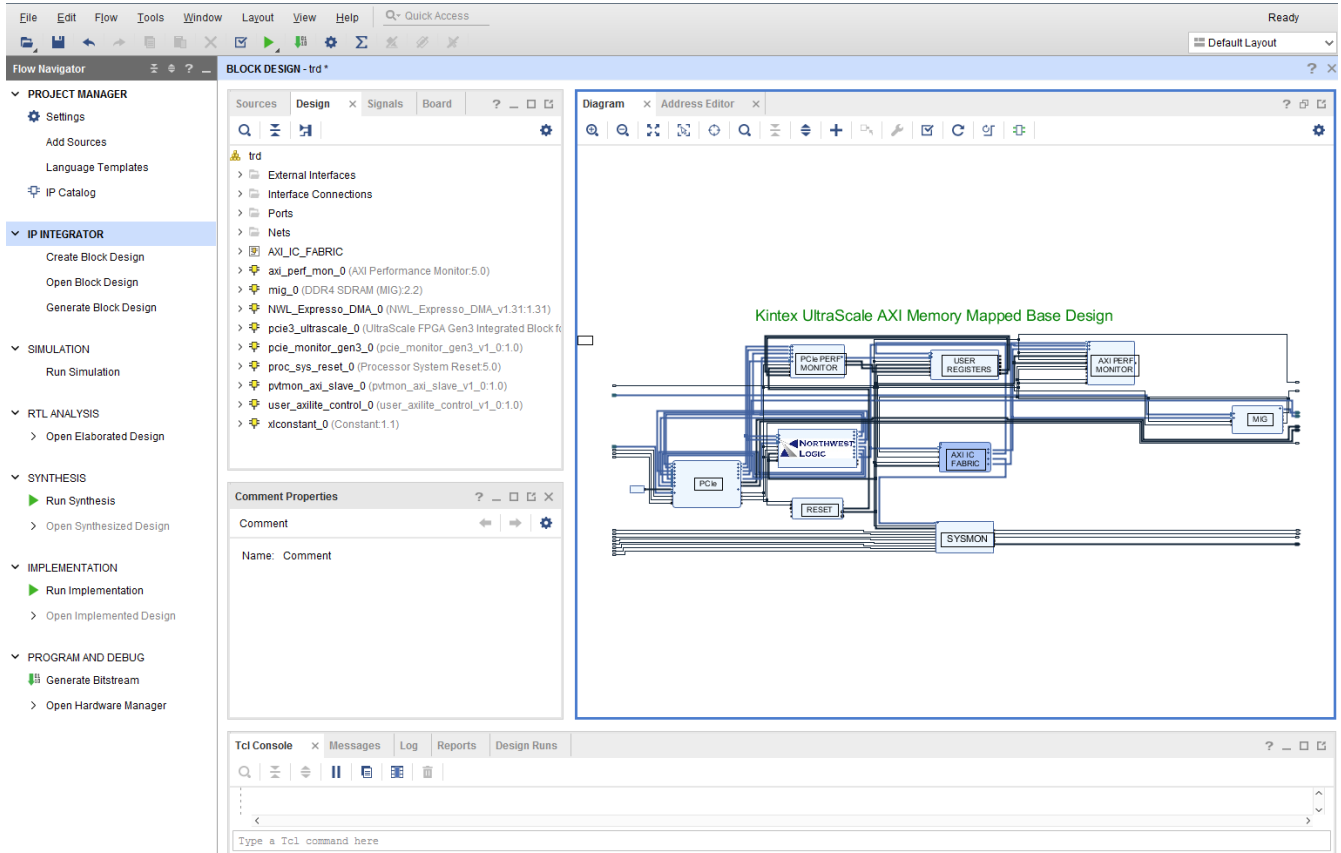 File Edit Flow Tools Window Layout View Help Quick Access Ready
Default Layout
Flow Navigator
PROJECT MANAGER
Settings
Add Sources
Language Templates
IP Catalog
IP INTEGRATOR
Create Block Design
Open Block Design
Generate Block Design
SIMULATION
Run Simulation
RTL ANALYSIS
Open Elaborated Design
SYNTHESIS
Run Synthesis
Open Synthesized Design
IMPLEMENTATION
Run Implementation
Open Implemented Design
PROGRAM AND DEBUG
Generate Bitstream
Open Hardware Manager
BLOCK DESIGN - trd *
Sources Design Signals Board
trd
External Interfaces
Interface Connections
Ports
Nets
AXI_IC_FABRIC
axi_perf_mon_0 (AXI Performance Monitor:5.0)
mig_0 (DDR4 SDRAM (MIG):2.2)
NWL_Expresso_DMA_0 (NWL_Expresso_DMA_v1.31:1.31)
pcie3_ultrascale_0 (UltraScale FPGA Gen3 Integrated Block fo
pcie_monitor_gen3_0 (pcie_monitor_gen3_v1_0:1.0)
proc_sys_reset_0 (Processor System Reset:5.0)
pvtmon_axi_slave_0 (pvtmon_axi_slave_v1_0:1.0)
user_axilite_control_0 (user_axilite_control_v1_0:1.0)
xlconstant_0 (Constant:1.1)
Comment Properties
Comment
Name: Comment
Diagram Address Editor
Kintex UltraScale AXI Memory Mapped Base Design
PCIe PERF
MONITOR
USER
REGISTERS
AXI PERF
MONITOR
MIG
NORTHWEST
LOGIC
AXI IC
FABRIC
PCIe
RESET
SYSMON
Tcl Console Messages Log Reports Design Runs
Type a Tcl command here